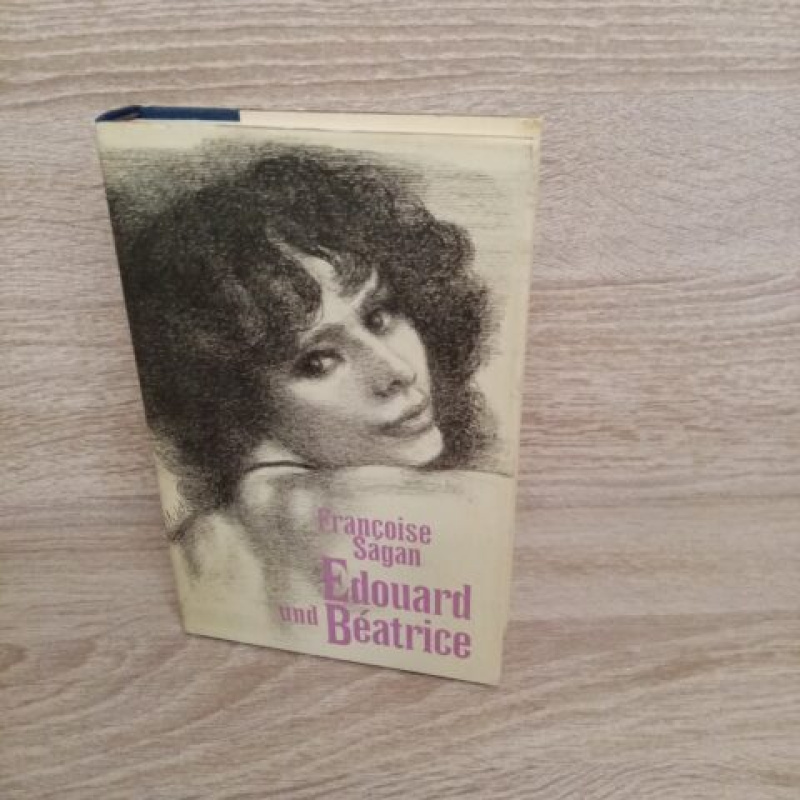 Françoise
Sagan
Edouard
und Béatrice